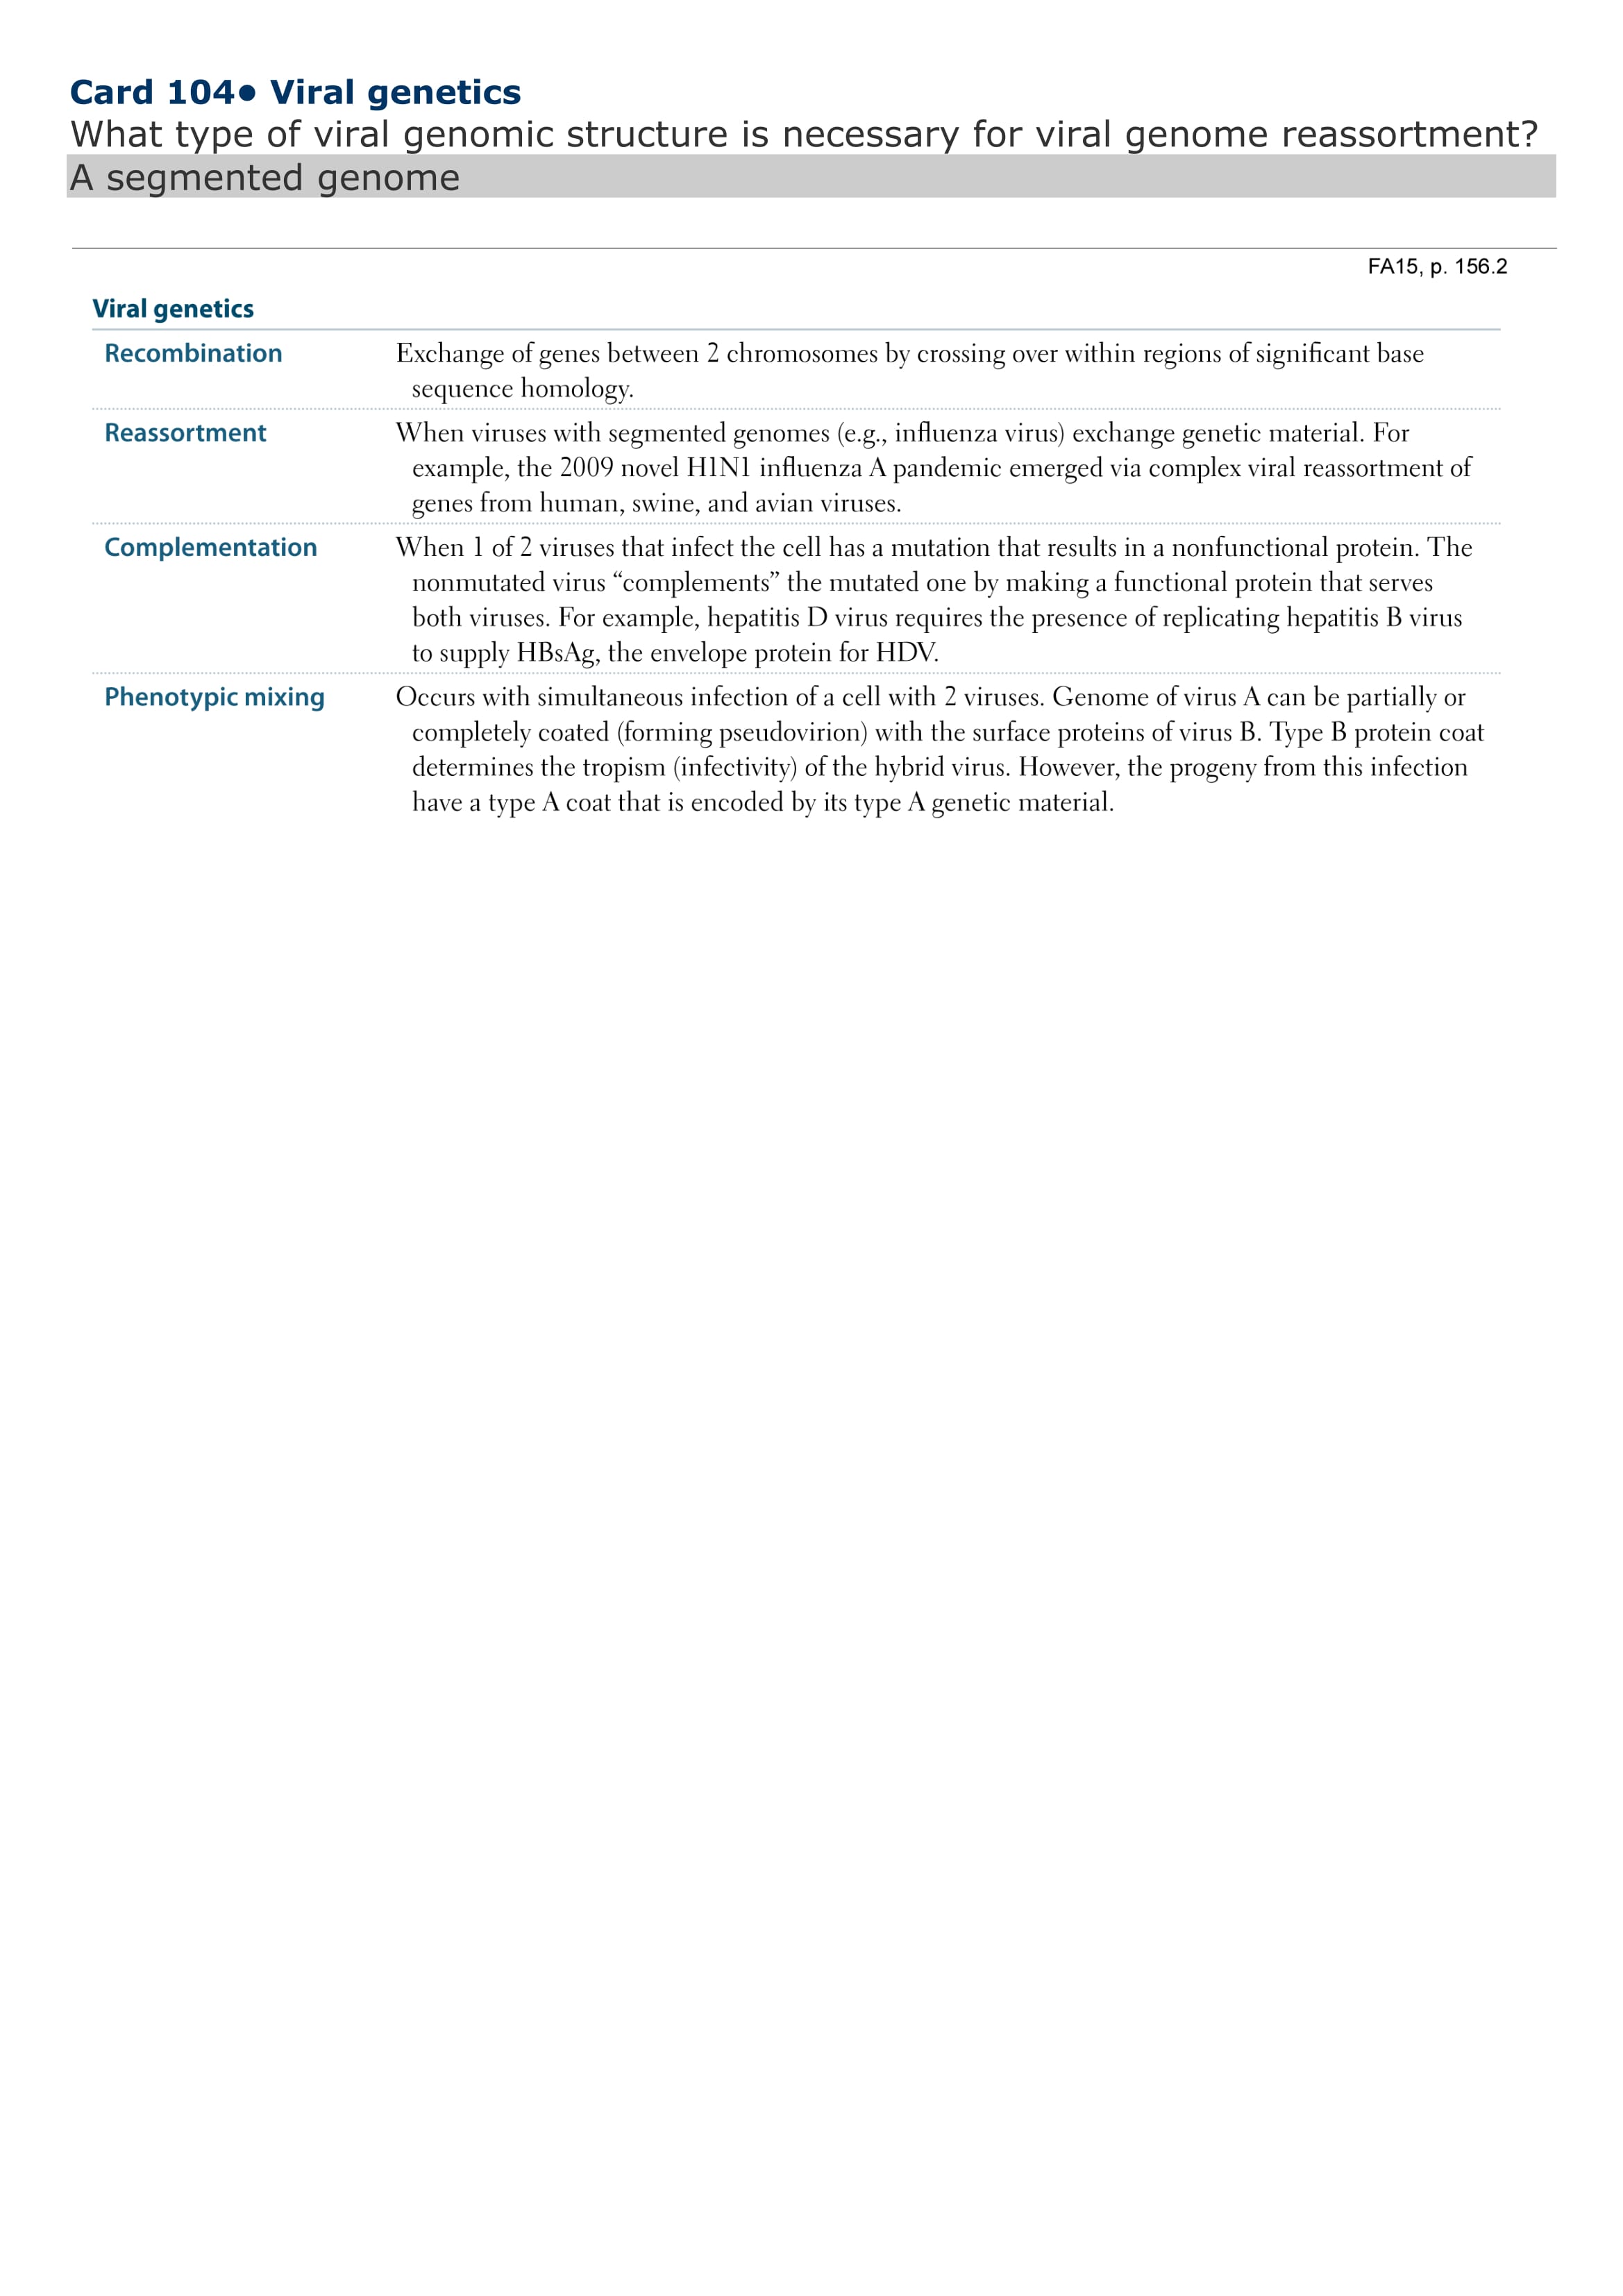 Card 104● Viral genetics
What type of viral genomic structure is necessary for viral genome reassortment?
A segmented genome
FA15, p. 156.2
Viral genetics
Recombination Exchange of genes between 2 chromosomes by crossing over within regions of significant base
sequence homology.
Reassortment When viruses with segmented genomes (e.g., influenza virus) exchange genetic material. For
example, the 2009 novel H1N1 influenza A pandemic emerged via complex viral reassortment of
genes from human, swine, and avian viruses.
Complementation When 1 of 2 viruses that infect the cell has a mutation that results in a nonfunctional protein. The
nonmutated virus “complements” the mutated one by making a functional protein that serves
both viruses. For example, hepatitis D virus requires the presence of replicating hepatitis B virus
to supply HBsAg, the envelope protein for HDV.
Phenotypic mixing Occurs with simultaneous infection of a cell with 2 viruses. Genome of virus A can be partially or
completely coated (forming pseudovirion) with the surface proteins of virus B. Type B protein coat
determines the tropism (infectivity) of the hybrid virus. However, the progeny from this infection
have a type A coat that is encoded by its type A genetic material.